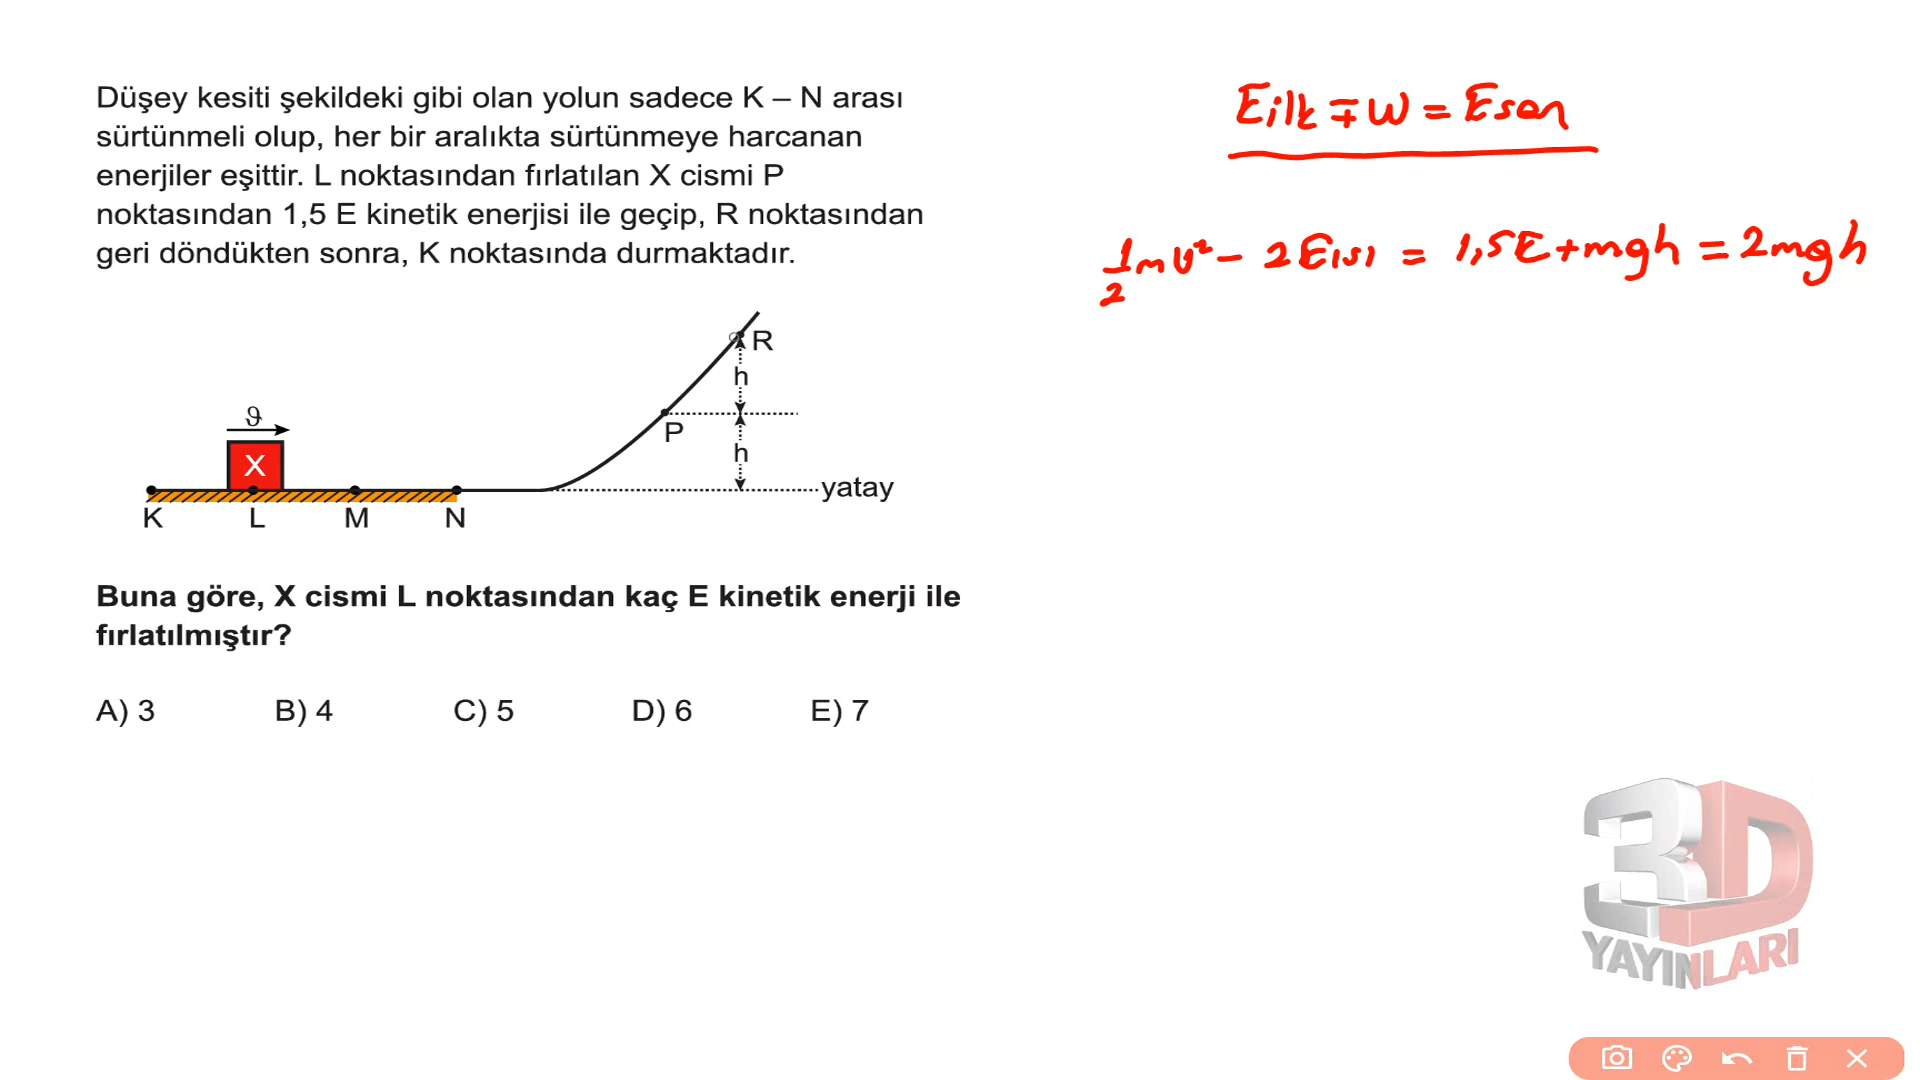 Düşey kesiti şekildeki gibi olan yolun sadece K – N arası
sürtünmeli olup, her bir aralıkta sürtünmeye harcanan
enerjiler eşittir. L noktasından fırlatılan X cismi P
noktasından 1,5 E kinetik enerjisi ile geçip, R noktasından
geri döndükten sonra, K noktasında durmaktadır.
Eilk ∓ W = Eson
1/2 mv² – 2Eısı = 1,5E + mgh = 2mgh
R
h
P
h
ϑ
X
yatay
K L M N
Buna göre, X cismi L noktasından kaç E kinetik enerji ile
fırlatılmıştır?
A) 3 B) 4 C) 5 D) 6 E) 7
3D
YAYINLARI